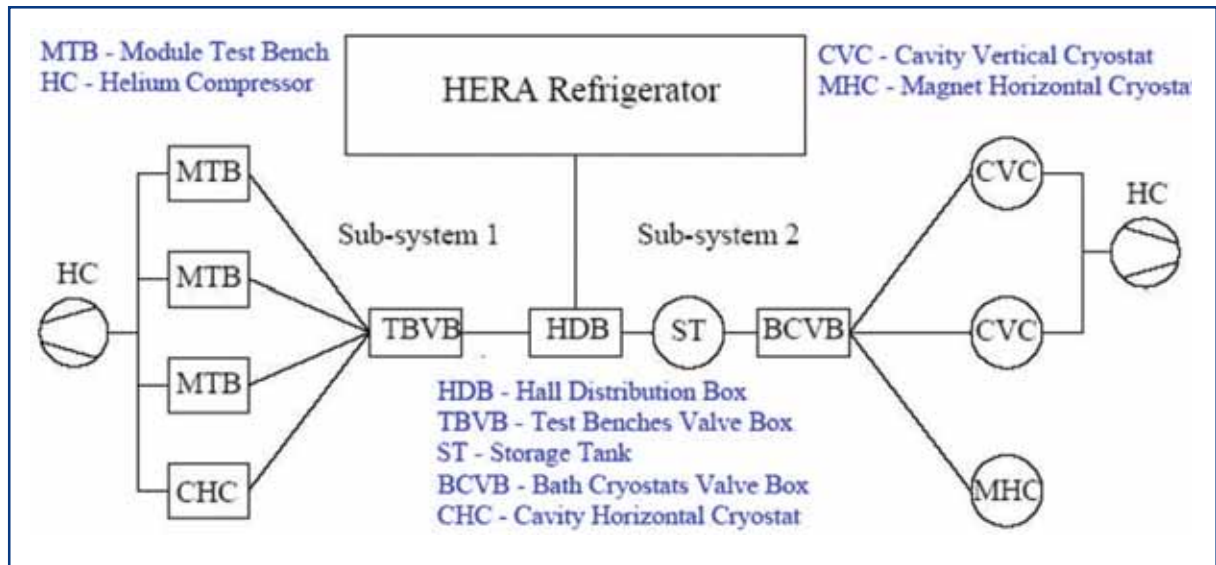 MTB - Module Test Bench
HC - Helium Compressor
HERA Refrigerator
CVC - Cavity Vertical Cryostat
MHC - Magnet Horizontal Cryosta
MTB
CVC
HC
Sub-system 1
Sub-system 2
HC
MTB
TBVB
HDB
ST
BCVB
CVC
MTB
HDB - Hall Distribution Box
TBVB - Test Benches Valve Box
ST - Storage Tank
BCVB - Bath Cryostats Valve Box
CHC - Cavity Horizontal Cryostat
CHC
MHC